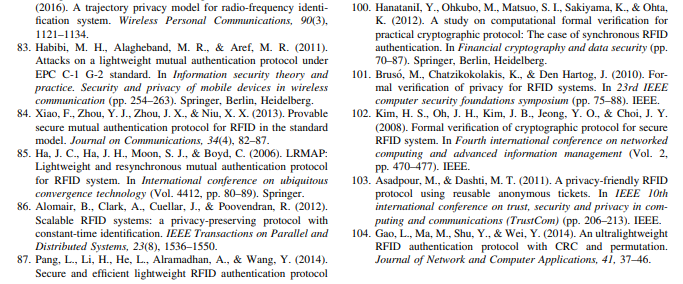 (2016). A trajectory privacy model for radio-frequency identi-
fication system. Wireless Personal Communications, 90(3),
1121–1134.
83. Habibi, M. H., Alagheband, M. R., & Aref, M. R. (2011).
Attacks on a lightweight mutual authentication protocol under
EPC C-1 G-2 standard. In Information security theory and
practice. Security and privacy of mobile devices in wireless
communication (pp. 254–263). Springer, Berlin, Heidelberg.
84. Xiao, F., Zhou, Y. J., Zhou, J. X., & Niu, X. X. (2013). Provable
secure mutual authentication protocol for RFID in the standard
model. Journal on Communications, 34(4), 82–87.
85. Ha, J. C., Ha, J. H., Moon, S. J., & Boyd, C. (2006). LRMAP:
Lightweight and resynchronous mutual authentication protocol
for RFID system. In International conference on ubiquitous
convergence technology (Vol. 4412, pp. 80–89). Springer.
86. Alomair, B., Clark, A., Cuellar, J., & Poovendran, R. (2012).
Scalable RFID systems: a privacy-preserving protocol with
constant-time identification. IEEE Transactions on Parallel and
Distributed Systems, 23(8), 1536–1550.
87. Pang, L., Li, H., He, L., Alramadhan, A., & Wang, Y. (2014).
Secure and efficient lightweight RFID authentication protocol
100. HanataniI, Y., Ohkubo, M., Matsuo, S. I., Sakiyama, K., & Ohta,
K. (2012). A study on computational formal verification for
practical cryptographic protocol: The case of synchronous RFID
authentication. In Financial cryptography and data security (pp.
70–87). Springer, Berlin, Heidelberg.
101. Brusó, M., Chatzikokolakis, K., & Den Hartog, J. (2010). For-
mal verification of privacy for RFID systems. In 23rd IEEE
computer security foundations symposium (pp. 75–88). IEEE.
102. Kim, H. S., Oh, J. H., Kim, J. B., Jeong, Y. O., & Choi, J. Y.
(2008). Formal verification of cryptographic protocol for secure
RFID system. In Fourth international conference on networked
computing and advanced information management (Vol. 2,
pp. 470–477). IEEE.
103. Asadpour, M., & Dashti, M. T. (2011). A privacy-friendly RFID
protocol using reusable anonymous tickets. In IEEE 10th
international conference on trust, security and privacy in com-
puting and communications (TrustCom) (pp. 206–213). IEEE.
104. Gao, L., Ma, M., Shu, Y., & Wei, Y. (2014). An ultralightweight
RFID authentication protocol with CRC and permutation.
Journal of Network and Computer Applications, 41, 37–46.